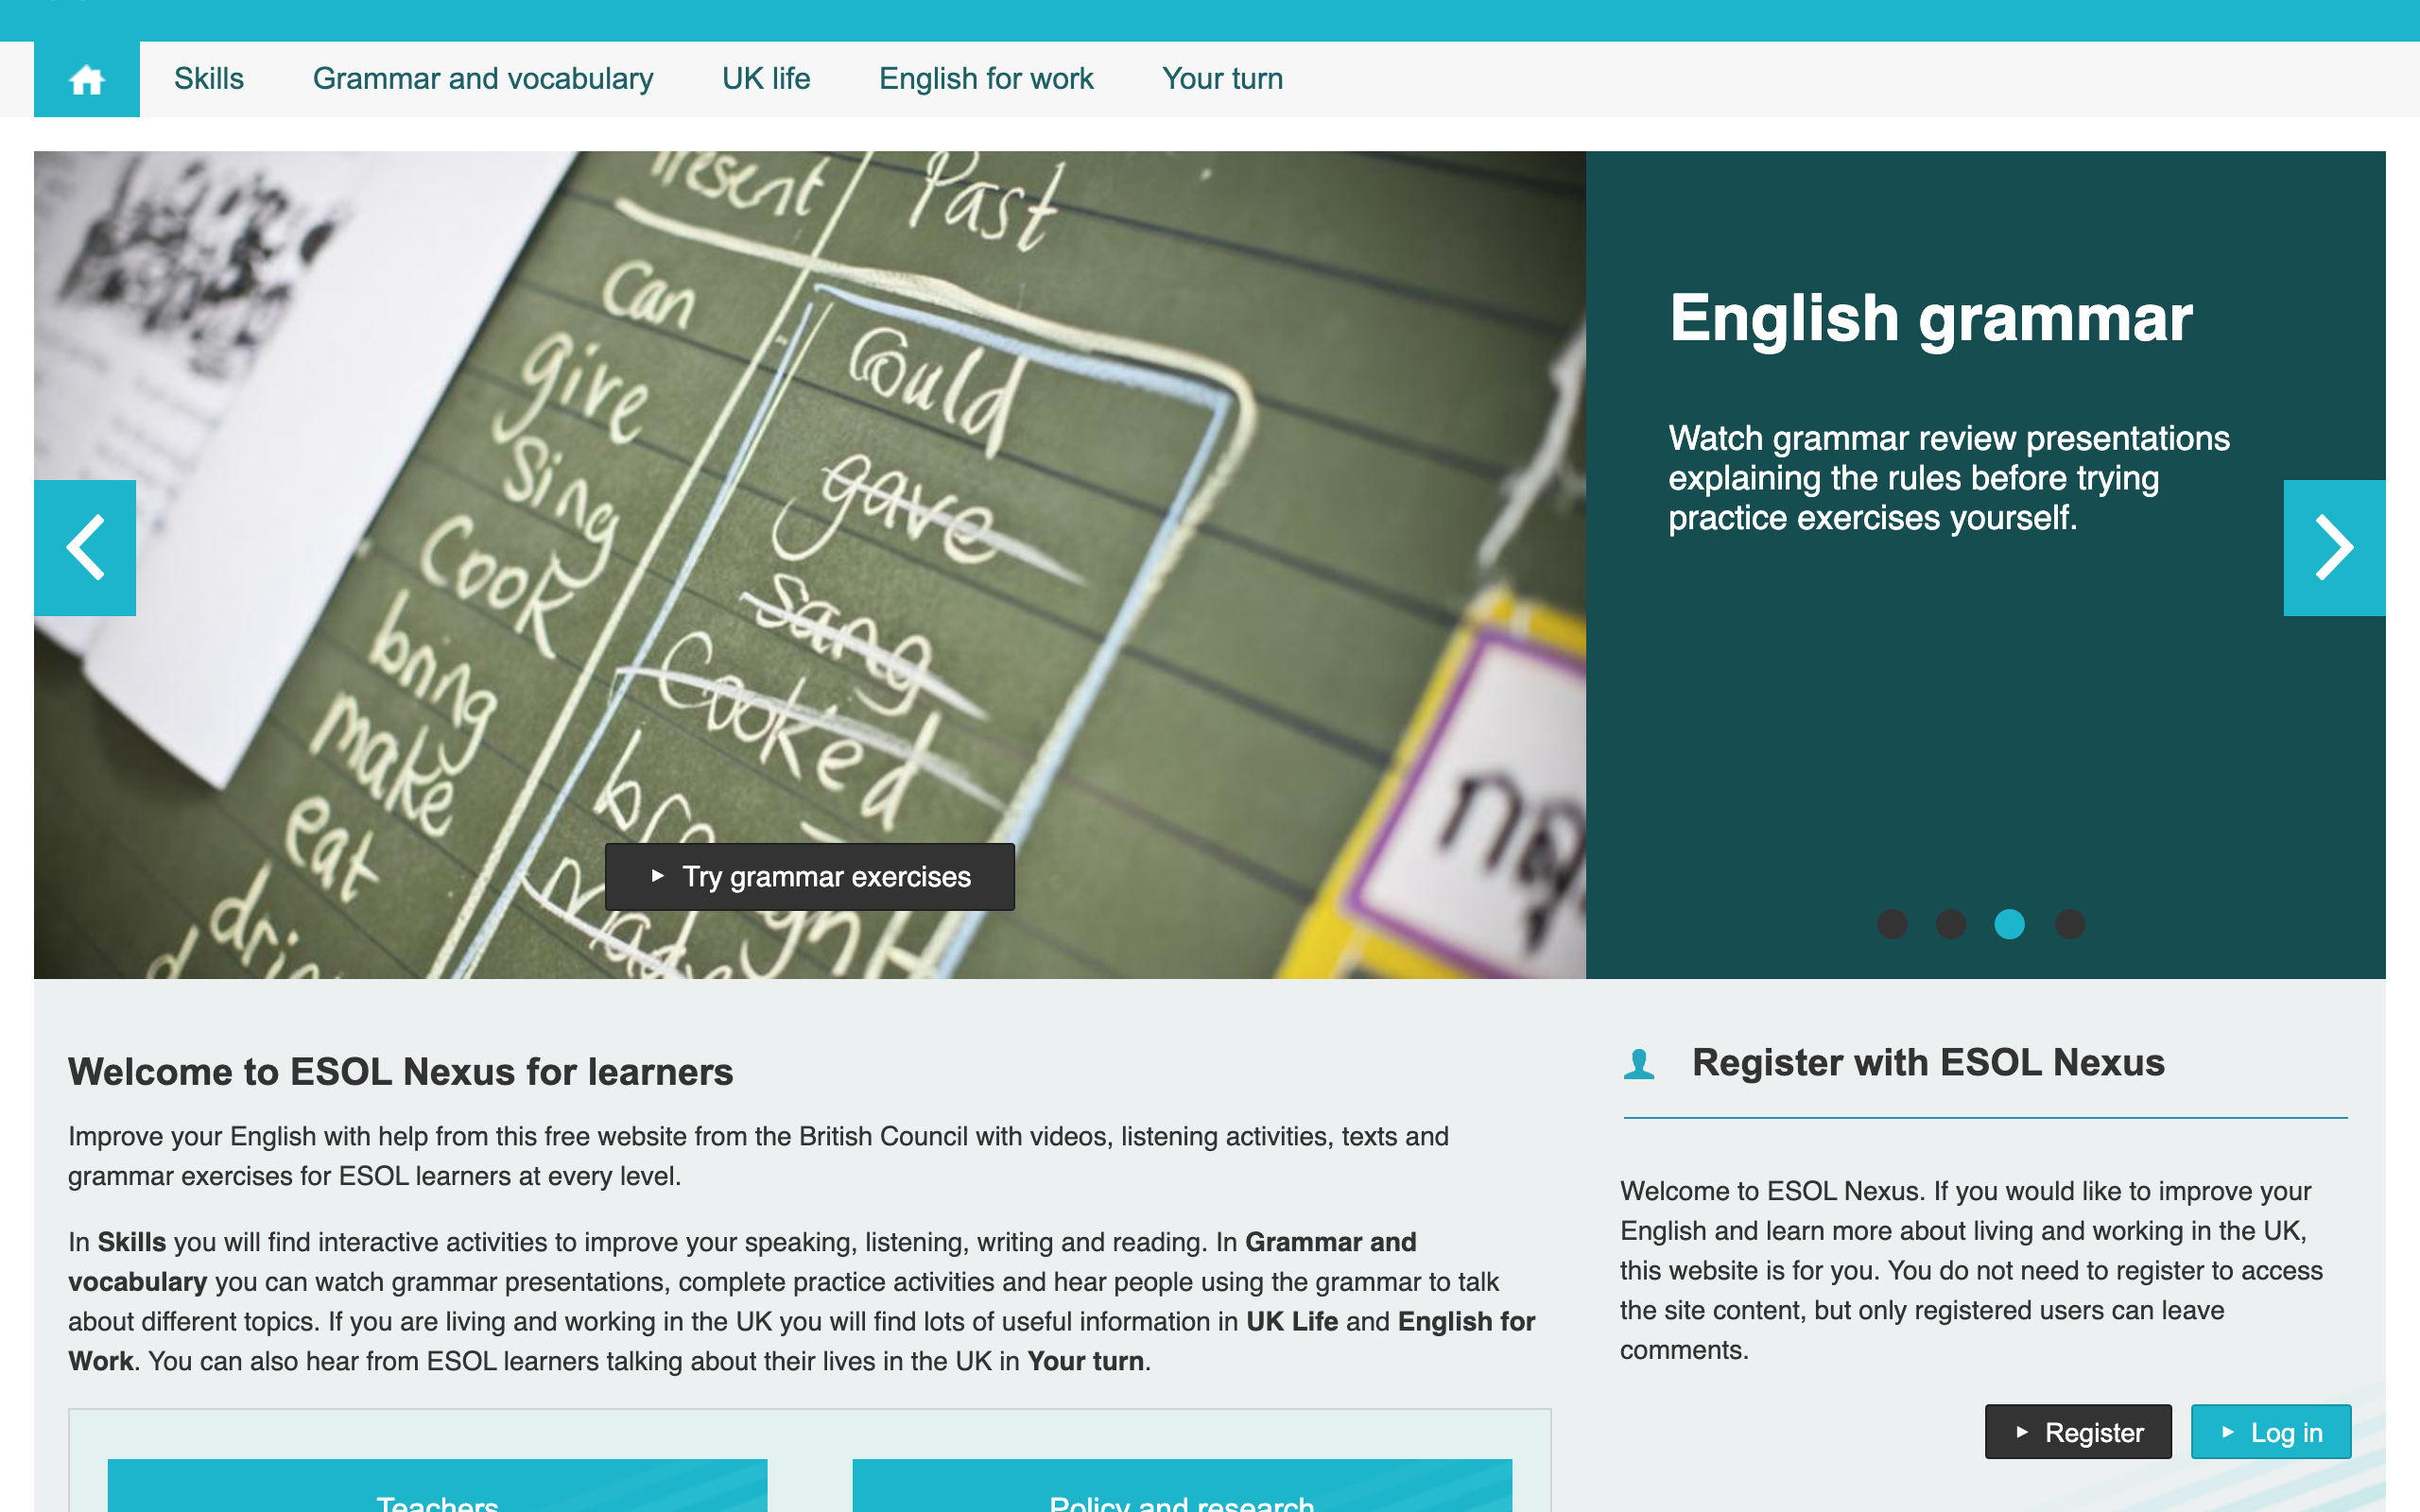 Skills
Grammar and vocabulary
UK life
English for work
Your turn
Present
Past
Can
Could
give
gave
Sing
sang
Cook
Cooked
bring
make
eat
English grammar
Watch grammar review presentations
explaining the rules before trying
practice exercises yourself.
Try grammar exercises
Welcome to ESOL Nexus for learners
Improve your English with help from this free website from the British Council with videos, listening activities, texts and
grammar exercises for ESOL learners at every level.
In Skills you will find interactive activities to improve your speaking, listening, writing and reading. In Grammar and
vocabulary you can watch grammar presentations, complete practice activities and hear people using the grammar to talk
about different topics. If you are living and working in the UK you will find lots of useful information in UK Life and English for
Work. You can also hear from ESOL learners talking about their lives in the UK in Your turn.
Teachers
Policy and research
Register with ESOL Nexus
Welcome to ESOL Nexus. If you would like to improve your
English and learn more about living and working in the UK,
this website is for you. You do not need to register to access
the site content, but only registered users can leave
comments.
Register
Log in